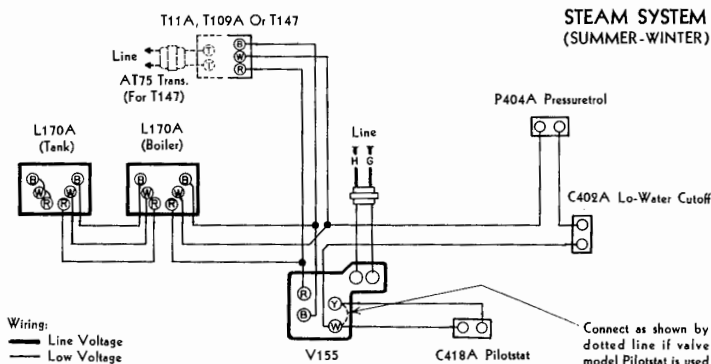 STEAM SYSTEM
(SUMMER-WINTER)
T11A, T109A Or T147
Line
T
T
B
W
R
AT75 Trans.
(For T147)
P404A Pressuretrol
L170A
(Tank)
L170A
(Boiler)
Line
H G
B
W
R
R
W
B
B
W
R
R
W
B
C402A Lo-Water Cutoff
R
B
Y
W
V155
C418A Pilotstat
Wiring:
Line Voltage
Low Voltage
Connect as shown by
dotted line if valve
model Pilotstat is used